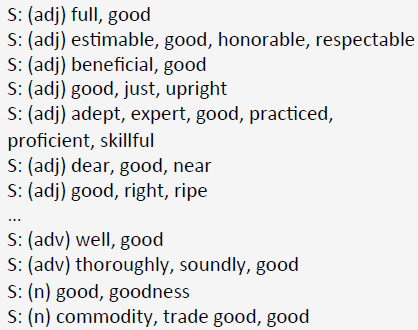 S: (adj) full, good
S: (adj) estimable, good, honorable, respectable
S: (adj) beneficial, good
S: (adj) good, just, upright
S: (adj) adept, expert, good, practiced,
proficient, skillful
S: (adj) dear, good, near
S: (adj) good, right, ripe
…
S: (adv) well, good
S: (adv) thoroughly, soundly, good
S: (n) good, goodness
S: (n) commodity, trade good, good